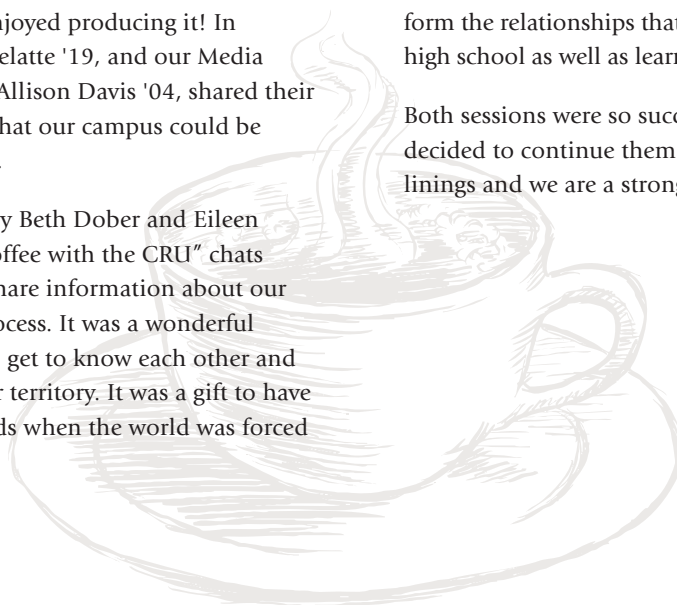 njoyed producing it! In
elatte '19, and our Media
Allison Davis '04, shared their
hat our campus could be
.
y Beth Dober and Eileen
offee with the CRU” chats
hare information about our
ocess. It was a wonderful
get to know each other and
r territory. It was a gift to have
ds when the world was forced
form the relationships that
high school as well as learn
Both sessions were so succ
decided to continue them
linings and we are a strong